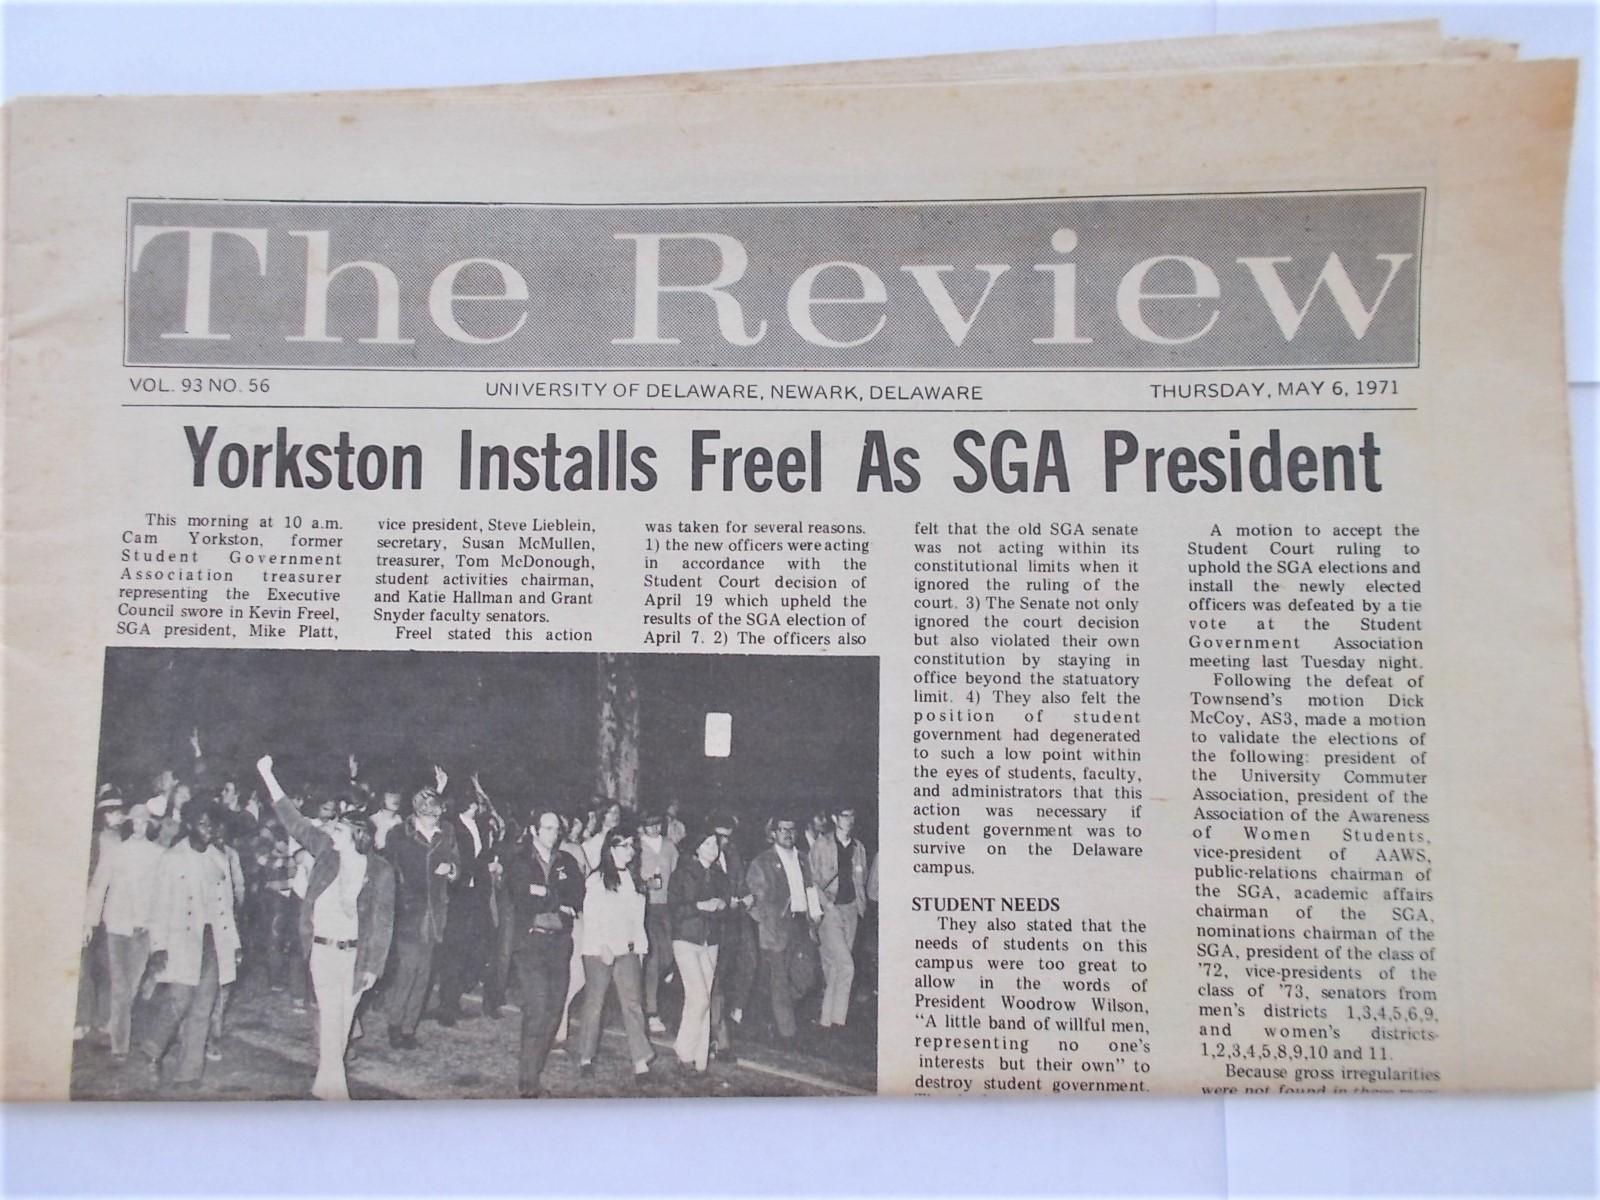 The Review
VOL. 93 NO. 56
UNIVERSITY OF DELAWARE, NEWARK, DELAWARE
THURSDAY, MAY 6, 1971
Yorkston Installs Freel As SGA President
This morning at 10 a.m.
Cam Yorkston, former
Student Government
Association treasurer
representing the Executive
Council swore in Kevin Freel,
SGA president, Mike Platt,
vice president, Steve Lieblein,
secretary, Susan McMullen,
treasurer, Tom McDonough,
student activities chairman,
and Katie Hallman and Grant
Snyder faculty senators.
Freel stated this action
was taken for several reasons.
1) the new officers were acting
in accordance with the
Student Court decision of
April 19 which upheld the
results of the SGA election of
April 7. 2) The officers also
felt that the old SGA senate
was not acting within its
constitutional limits when it
ignored the ruling of the
court. 3) The Senate not only
ignored the court decision
but also violated their own
constitution by staying in
office beyond the statuatory
limit. 4) They also felt the
position of student
government had degenerated
to such a low point within
the eyes of students, faculty,
and administrators that this
action was necessary if
student government was to
survive on the Delaware
campus.
STUDENT NEEDS
They also stated that the
needs of students on this
campus were too great to
allow in the words of
President Woodrow Wilson,
“A little band of willful men,
representing no one's
interests but their own” to
destroy student government.
A motion to accept the
Student Court ruling to
uphold the SGA elections and
install the newly elected
officers was defeated by a tie
vote at the Student
Government Association
meeting last Tuesday night.
Following the defeat of
Townsend's motion Dick
McCoy, AS3, made a motion
to validate the elections of
the following: president of
the University Commuter
Association, president of the
Association of the Awareness
of Women Students,
vice-president of AAWS,
public-relations chairman of
the SGA, academic affairs
chairman of the SGA,
nominations chairman of the
SGA, president of the class of
'72, vice-presidents of the
class of '73, senators from
men's districts 1,3,4,5,6,9,
and women's districts
1,2,3,4,5,8,9,10 and 11.
Because gross irregularities
were not found in these